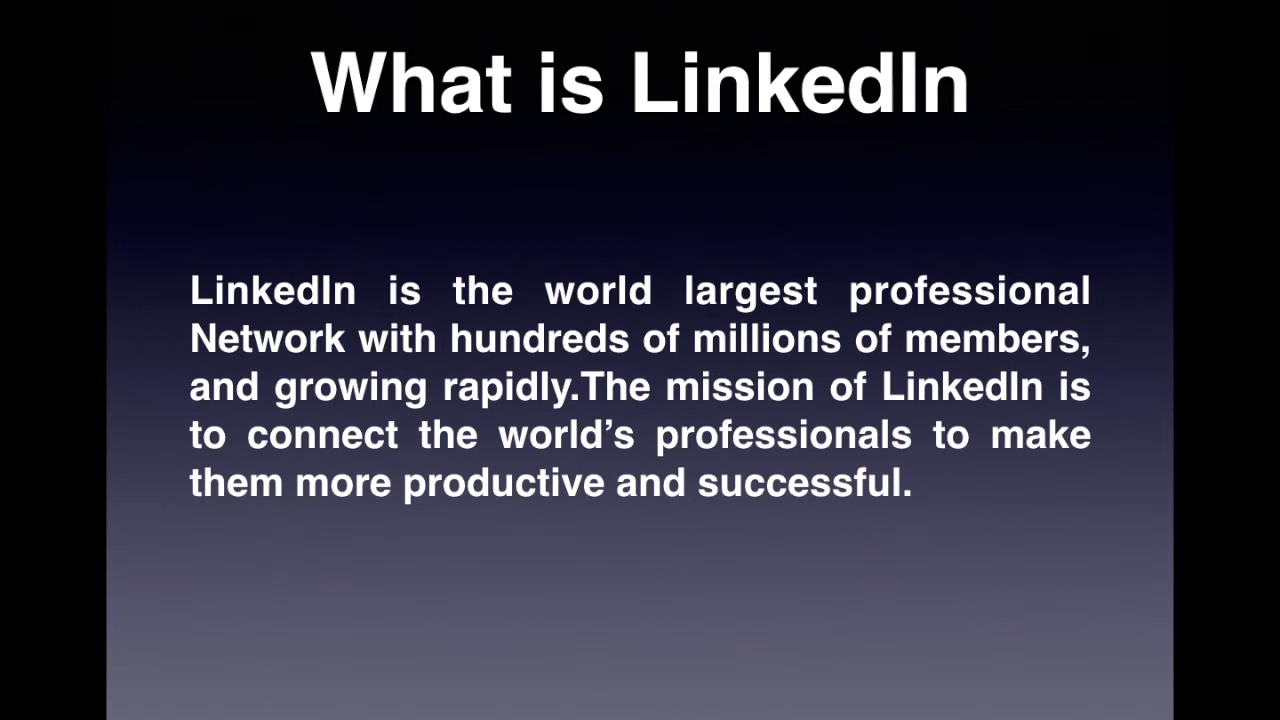 What is LinkedIn
LinkedIn is the world largest professional
Network with hundreds of millions of members,
and growing rapidly.The mission of LinkedIn is
to connect the world’s professionals to make
them more productive and successful.